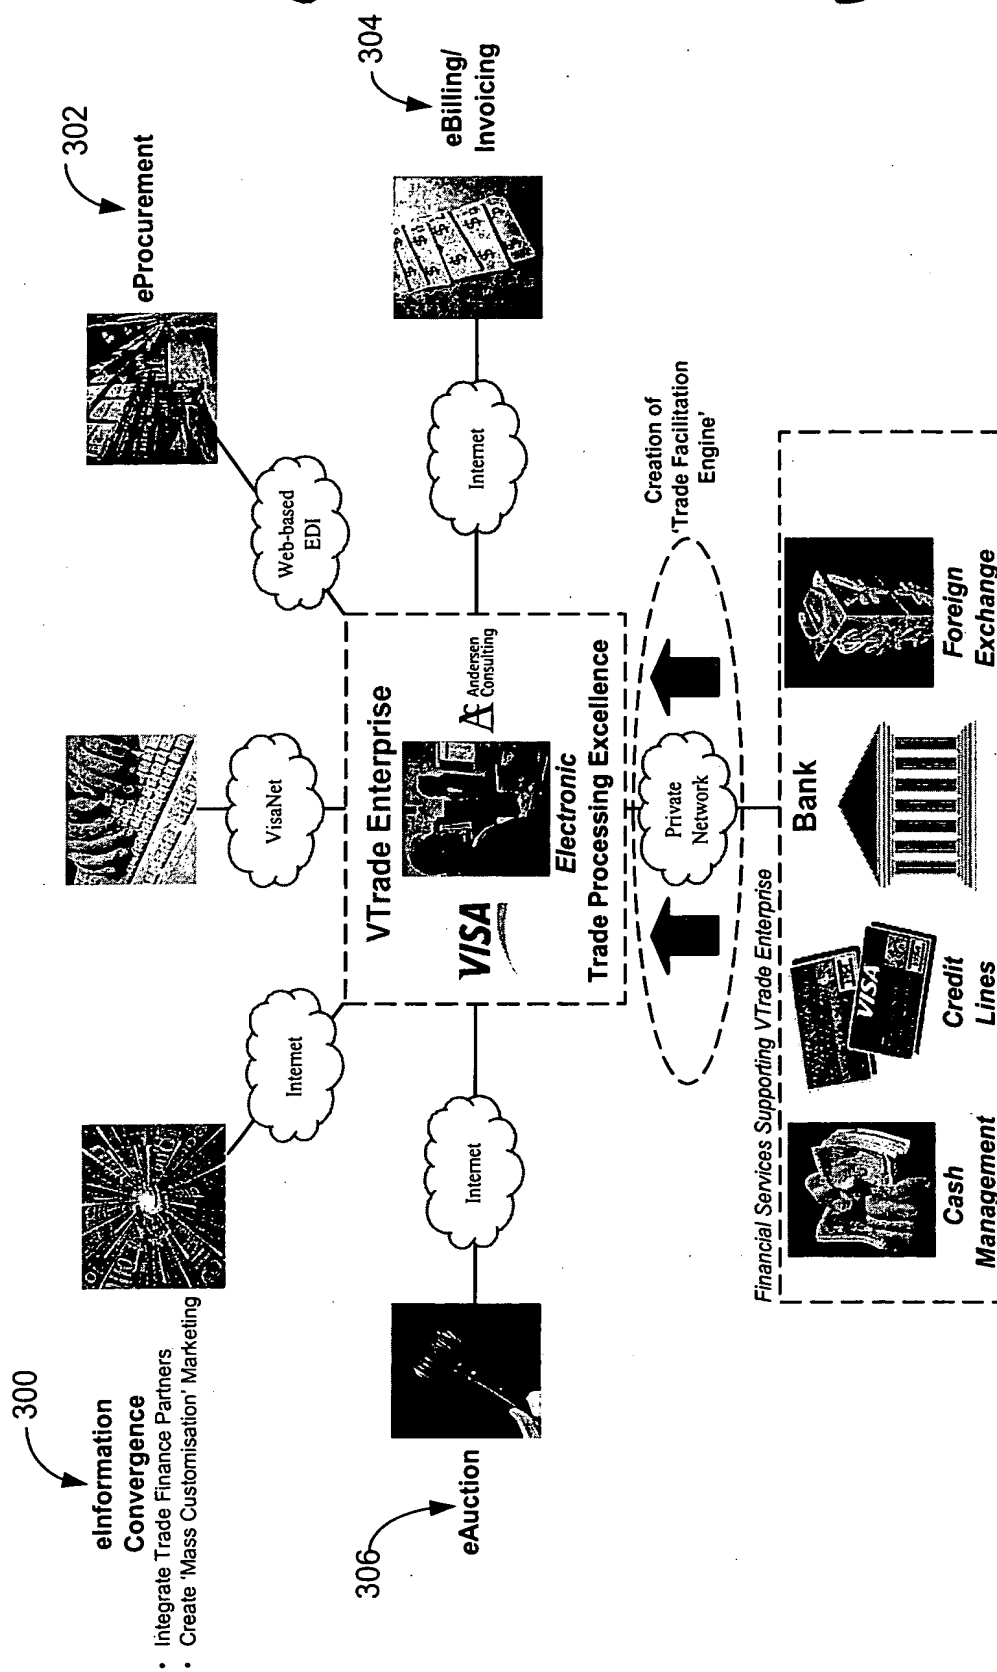 300
eInformation
Convergence
· Integrate Trade Finance Partners
· Create 'Mass Customisation' Marketing
302
eProcurement
Internet
VisaNet
Web-based
EDI
304
eBilling/
Invoicing
306
eAuction
Internet
VTrade Enterprise
VISA
AC Andersen
Consulting
Electronic
Trade Processing Excellence
Internet
$ $ $ $ $ $ $ $
Private
Network
Creation of
'Trade Facilitation
Engine'
Financial Services Supporting VTrade Enterprise
Bank
VISA
Cash
Management
Credit
Lines
Foreign
Exchange